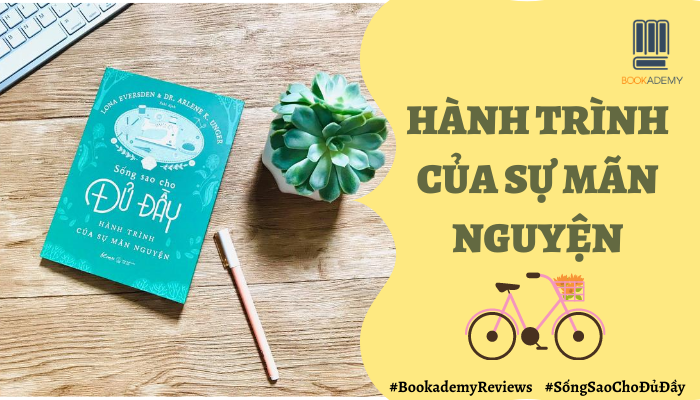 LONA EVERSDEN & DR. ARLENE K. UNGER
Sống sao cho
ĐỦ ĐẦY
HÀNH TRÌNH
CỦA SỰ MÃN NGUYỆN
BOOKADEMY
HÀNH TRÌNH
CỦA SỰ MÃN
NGUYỆN
#BookademyReviews #SốngSaoChoĐủĐầy